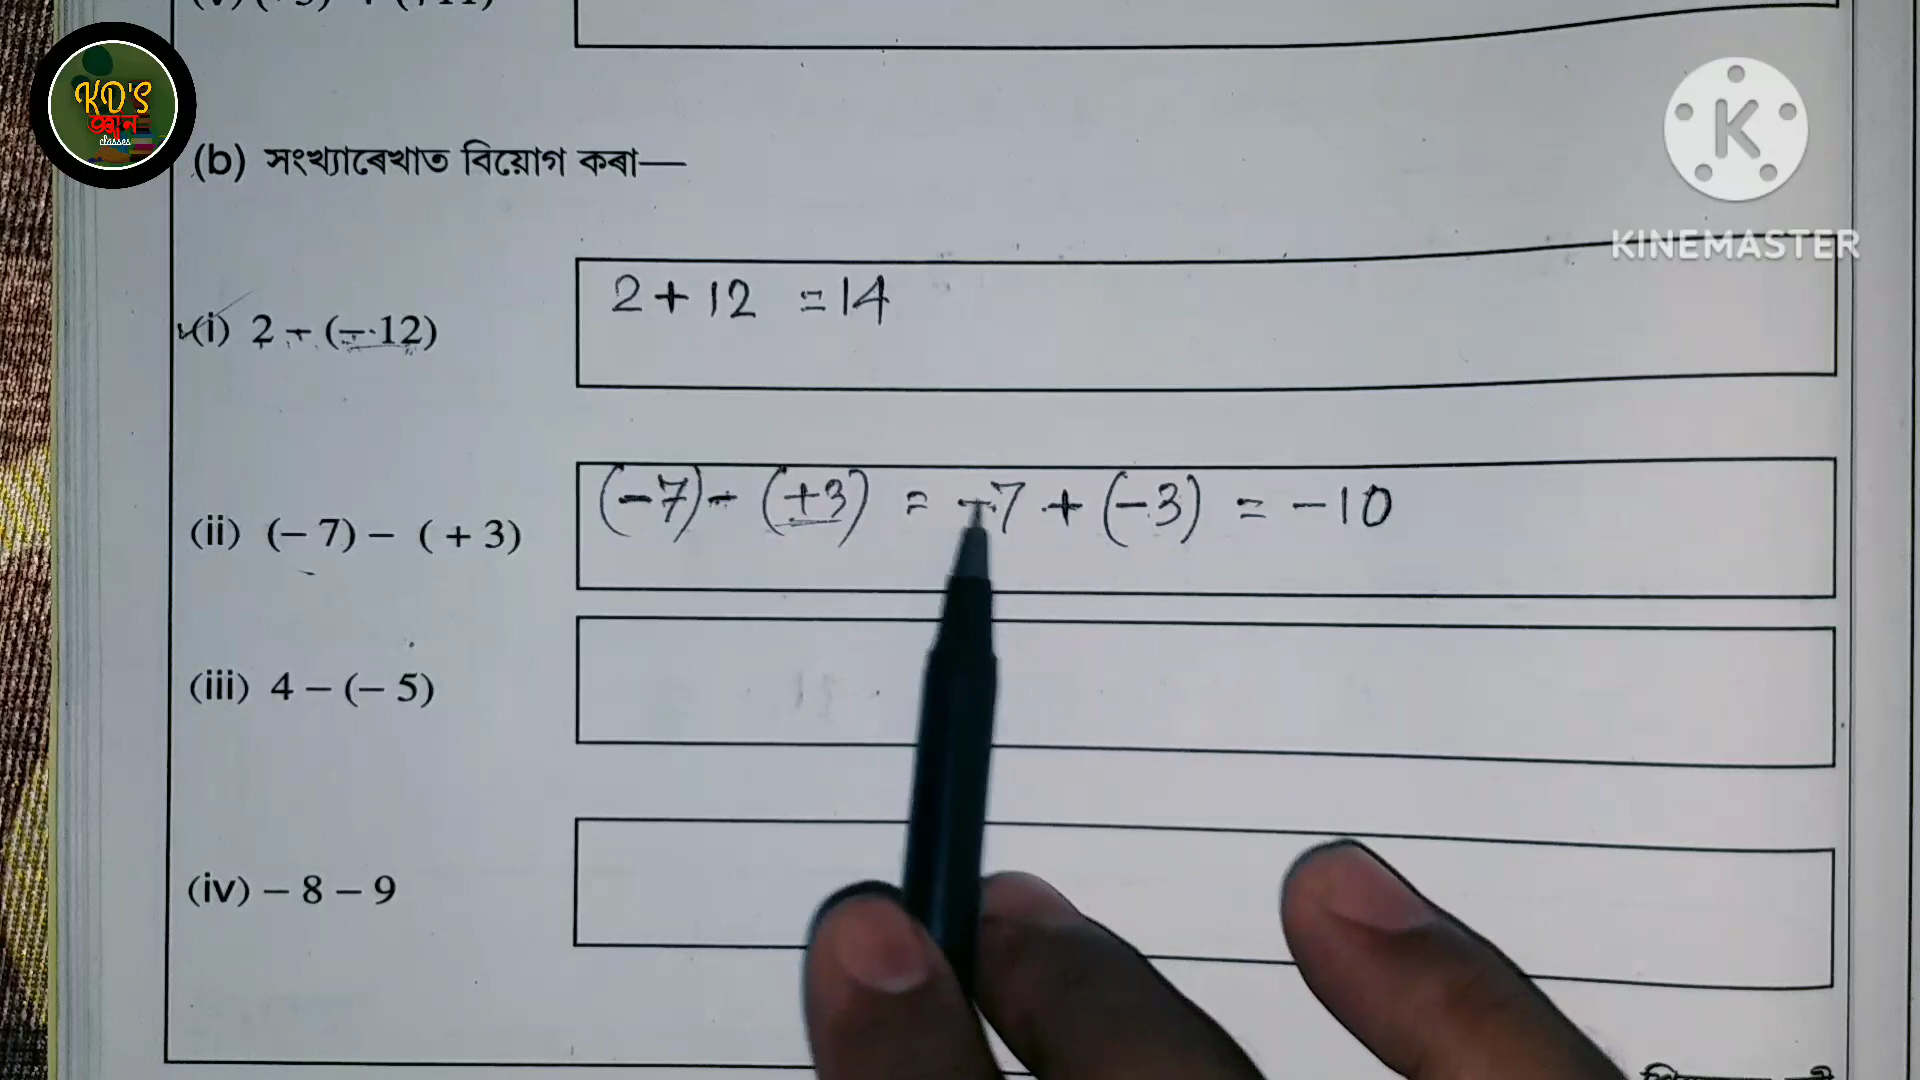 KD'S
জ্ঞান
classes
KINEMASTER
(b) সংখ্যাৰেখাত বিয়োগ কৰা—
(i) 2 – (– 12)
2 + 12 = 14
(ii) (– 7) – ( + 3)
(-7) - (+3) = -7 + (-3) = -10
(iii) 4 – (– 5)
(iv) – 8 – 9